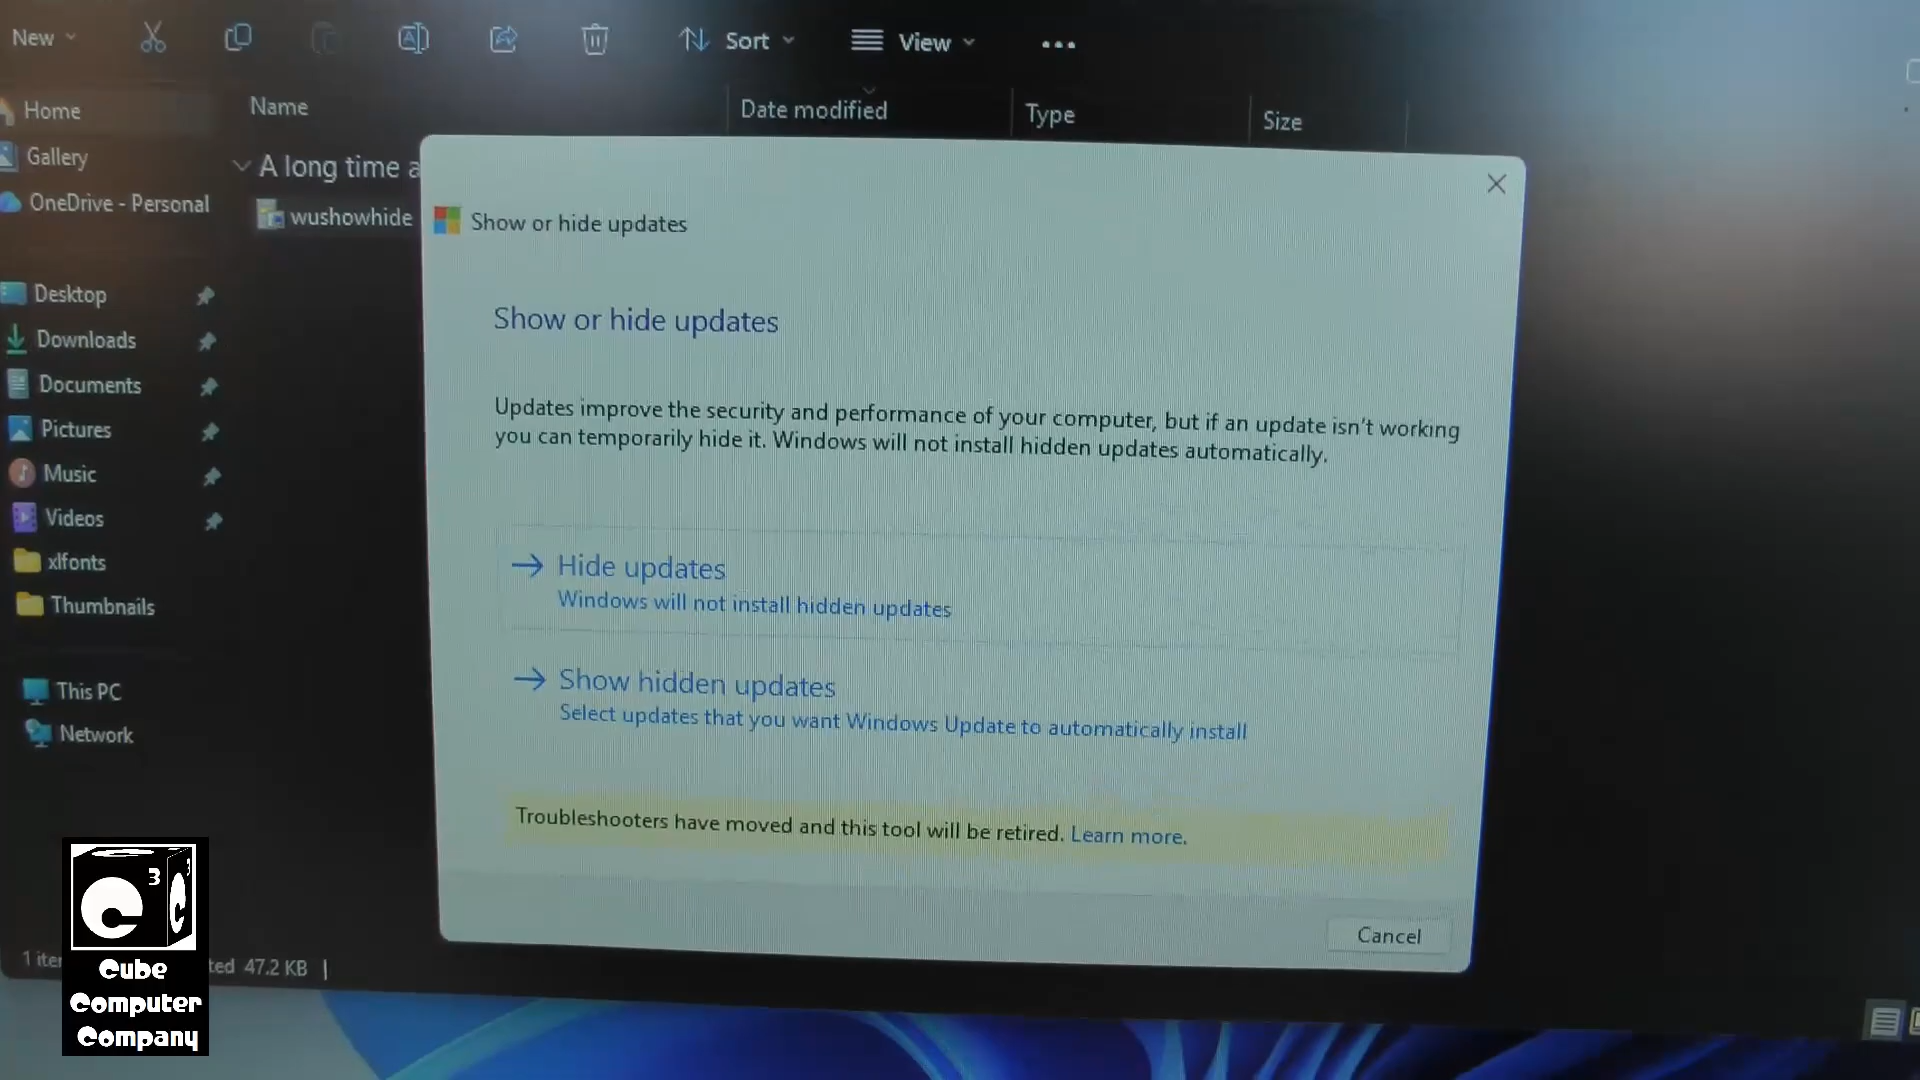 New
Sort
View
Home
Gallery
OneDrive - Personal
Desktop
Downloads
Documents
Pictures
Music
Videos
xlfonts
Thumbnails
This PC
Network
Name
Date modified
Type
Size
A long time a
wushowhide
Show or hide updates
Show or hide updates
Updates improve the security and performance of your computer, but if an update isn't working
you can temporarily hide it. Windows will not install hidden updates automatically.
Hide updates
Windows will not install hidden updates
Show hidden updates
Select updates that you want Windows Update to automatically install
Troubleshooters have moved and this tool will be retired. Learn more.
Cancel
1 ite
ted 47.2 KB
C 3 C 3
Cube
Computer
Company